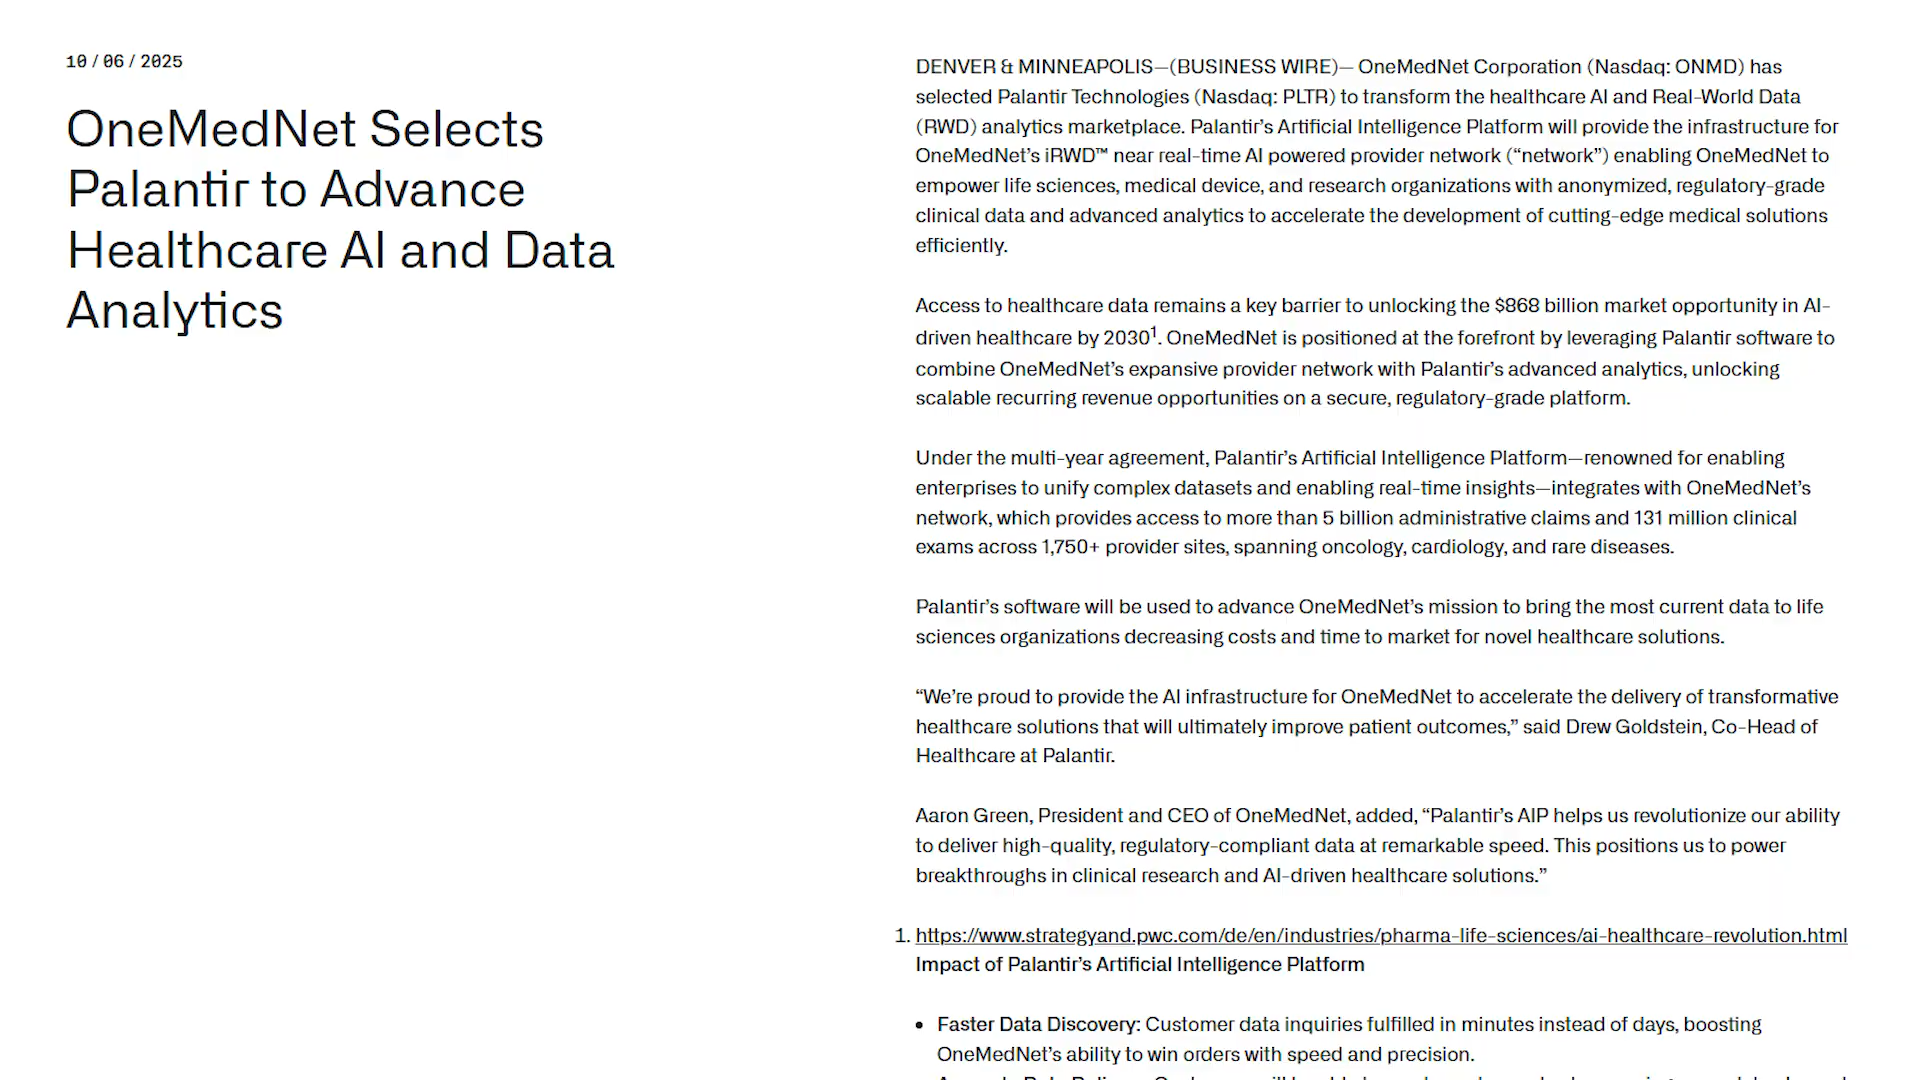 10 / 06 / 2025
OneMedNet Selects
Palantir to Advance
Healthcare AI and Data
Analytics
DENVER & MINNEAPOLIS—(BUSINESS WIRE)— OneMedNet Corporation (Nasdaq: ONMD) has
selected Palantir Technologies (Nasdaq: PLTR) to transform the healthcare AI and Real-World Data
(RWD) analytics marketplace. Palantir’s Artificial Intelligence Platform will provide the infrastructure for
OneMedNet’s iRWD™ near real-time AI powered provider network (“network”) enabling OneMedNet to
empower life sciences, medical device, and research organizations with anonymized, regulatory-grade
clinical data and advanced analytics to accelerate the development of cutting-edge medical solutions
efficiently.
Access to healthcare data remains a key barrier to unlocking the $868 billion market opportunity in AI-
driven healthcare by 2030¹. OneMedNet is positioned at the forefront by leveraging Palantir software to
combine OneMedNet’s expansive provider network with Palantir’s advanced analytics, unlocking
scalable recurring revenue opportunities on a secure, regulatory-grade platform.
Under the multi-year agreement, Palantir’s Artificial Intelligence Platform—renowned for enabling
enterprises to unify complex datasets and enabling real-time insights—integrates with OneMedNet’s
network, which provides access to more than 5 billion administrative claims and 131 million clinical
exams across 1,750+ provider sites, spanning oncology, cardiology, and rare diseases.
Palantir’s software will be used to advance OneMedNet’s mission to bring the most current data to life
sciences organizations decreasing costs and time to market for novel healthcare solutions.
“We’re proud to provide the AI infrastructure for OneMedNet to accelerate the delivery of transformative
healthcare solutions that will ultimately improve patient outcomes,” said Drew Goldstein, Co-Head of
Healthcare at Palantir.
Aaron Green, President and CEO of OneMedNet, added, “Palantir’s AIP helps us revolutionize our ability
to deliver high-quality, regulatory-compliant data at remarkable speed. This positions us to power
breakthroughs in clinical research and AI-driven healthcare solutions.”
1. https://www.strategyand.pwc.com/de/en/industries/pharma-life-sciences/ai-healthcare-revolution.html
Impact of Palantir’s Artificial Intelligence Platform
• Faster Data Discovery: Customer data inquiries fulfilled in minutes instead of days, boosting
OneMedNet’s ability to win orders with speed and precision.